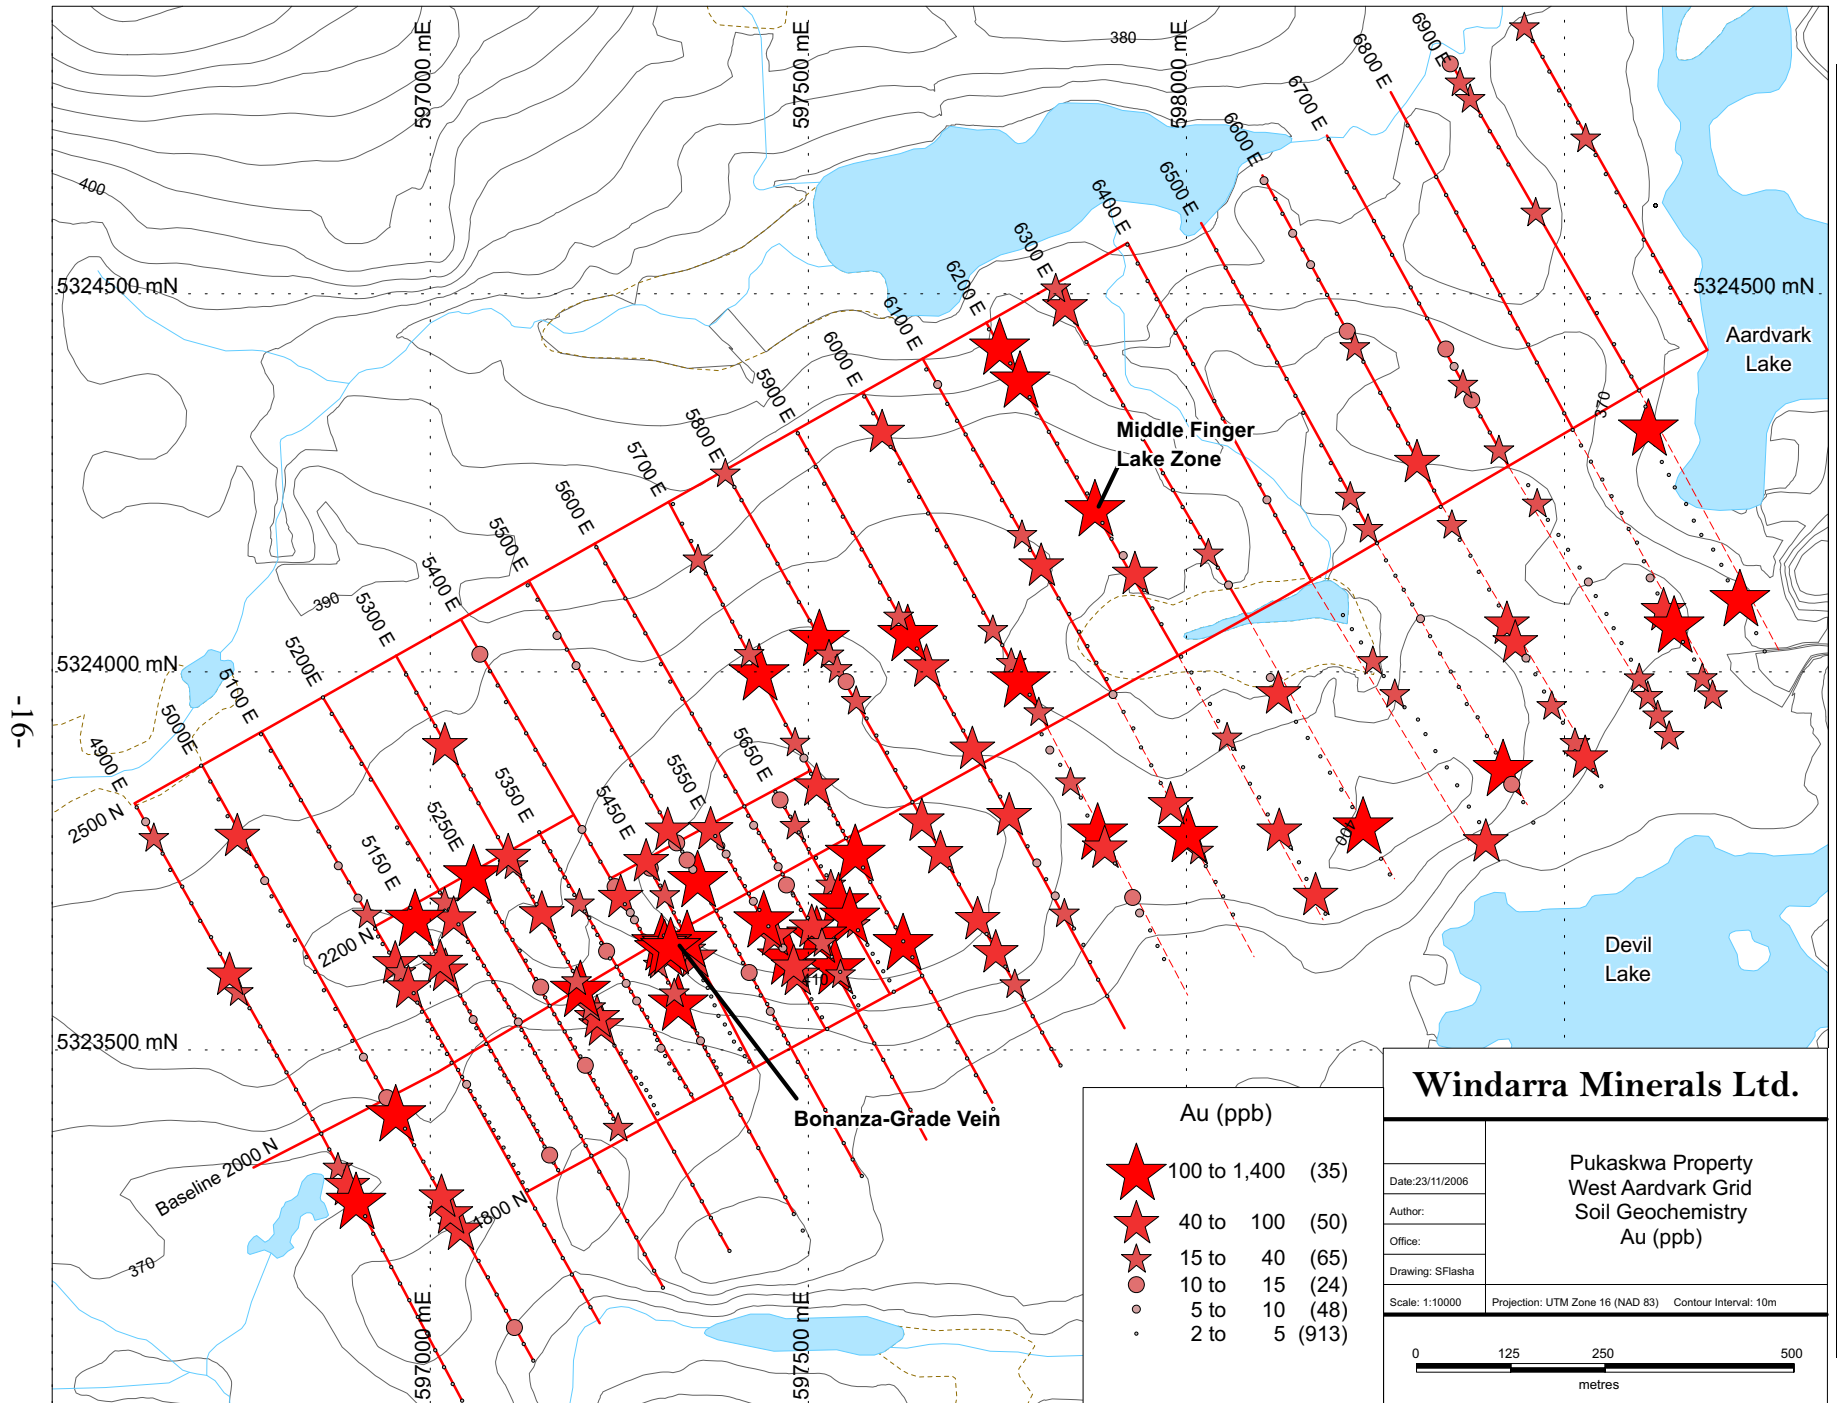 -16-
597000 mE
597500 mE
598000 mE
380
400
6900 E
6800 E
6700 E
6600 E
6500 E
6400 E
6300 E
6200 E
6100 E
6000 E
5900 E
5800 E
5700 E
5600 E
5500 E
5400 E
5300 E
5200E
5100 E
5000E
4900 E
5324500 mN
5324500 mN
Aardvark
Lake
370
Middle Finger
Lake Zone
390
5324000 mN
5650 E
5550 E
5450 E
5350 E
5250E
5150 E
2500 N
2200 N
400
410
Devil
Lake
5323500 mN
Bonanza-Grade Vein
Baseline 2000 N
1800 N
370
597000 mE
597500 mE
Au (ppb)
100 to 1,400 (35)
40 to 100 (50)
15 to 40 (65)
10 to 15 (24)
5 to 10 (48)
2 to 5 (913)
Windarra Minerals Ltd.
Date:23/11/2006
Author:
Office:
Drawing: SFlasha
Pukaskwa Property
West Aardvark Grid
Soil Geochemistry
Au (ppb)
Scale: 1:10000
Projection: UTM Zone 16 (NAD 83) Contour Interval: 10m
0 125 250 500
metres